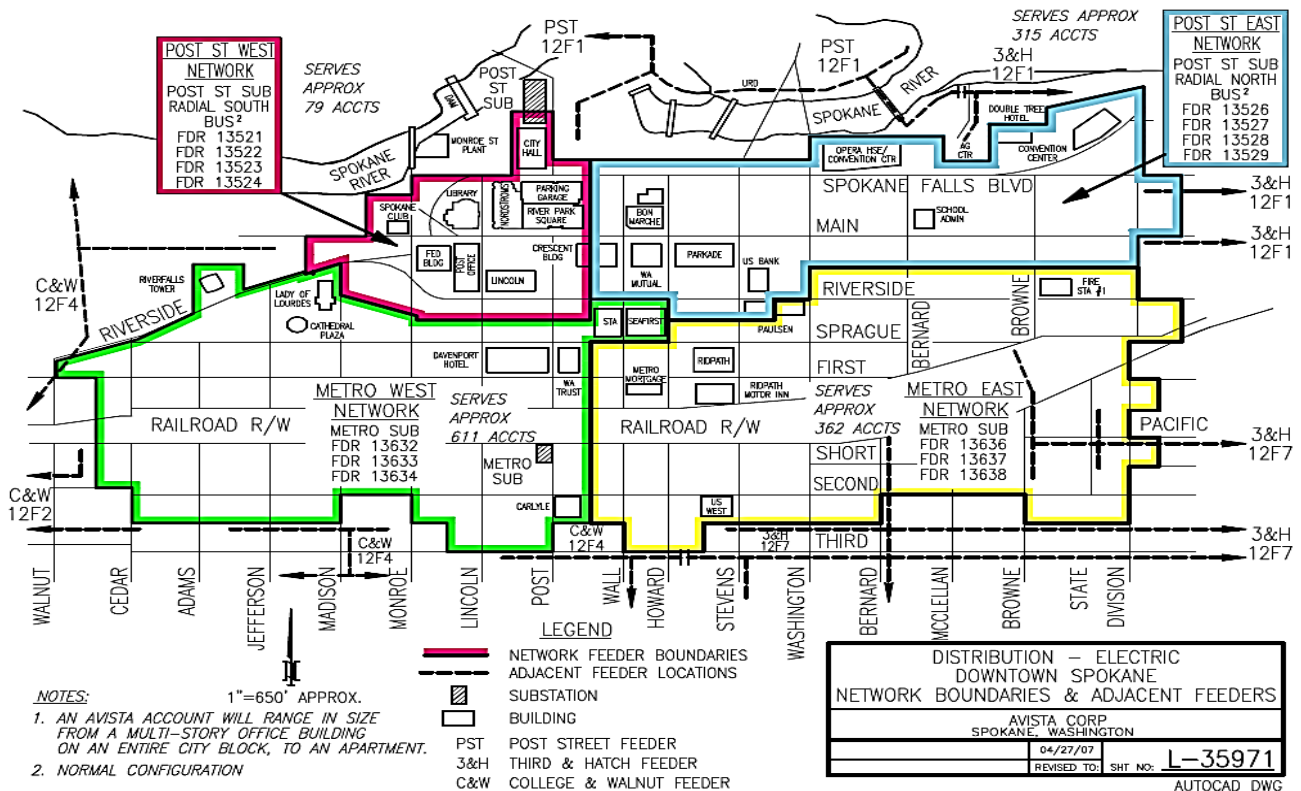 POST ST WEST
NETWORK
POST ST SUB
RADIAL SOUTH
BUS²
FDR 13521
FDR 13522
FDR 13523
FDR 13524
SERVES
APPROX
79 ACCTS
PST
12F1
POST
ST
SUB
DAM
PST
12F1
URD
SERVES APPROX
315 ACCTS
3&H
12F1
SPOKANE
RIVER
POST ST EAST
NETWORK
POST ST SUB
RADIAL NORTH
BUS²
FDR 13526
FDR 13527
FDR 13528
FDR 13529
SPOKANE
RIVER
MONROE ST
PLANT
CITY
HALL
DOUBLE TREE
HOTEL
AG
CTR
CONVENTION
CENTER
OPERA HSE/
CONVENTION CTR
SPOKANE FALLS BLVD
3&H
12F1
SPOKANE
CLUB
LIBRARY
NORDSTROMS
PARKING
GARAGE
RIVER PARK
SQUARE
BON
MARCHE
MAIN
SCHOOL
ADMIN
3&H
12F1
FED
BLDG
POST
OFFICE
LINCOLN
CRESCENT
BLDG
WA
MUTUAL
PARKADE
US BANK
C&W
12F4
RIVERFALLS
TOWER
RIVERSIDE
LADY OF
LOURDES
CATHEDRAL
PLAZA
STA
SEAFIRST
PAULSEN
RIVERSIDE
FIRE
STA #1
SPRAGUE
BERNARD
BROWNE
DAVENPORT
HOTEL
WA
TRUST
METRO
MORTGAGE
RIDPATH
RIDPATH
MOTOR INN
FIRST
METRO WEST
NETWORK
METRO SUB
FDR 13632
FDR 13633
FDR 13634
SERVES
APPROX
611 ACCTS
RAILROAD R/W
RAILROAD R/W
SERVES
APPROX
362 ACCTS
METRO EAST
NETWORK
METRO SUB
FDR 13636
FDR 13637
FDR 13638
PACIFIC
3&H
12F7
METRO
SUB
SHORT
SECOND
C&W
12F2
CARLYLE
US
WEST
C&W
12F4
C&W
12F4
3&H
12F7
THIRD
3&H
12F7
WALNUT
CEDAR
ADAMS
JEFFERSON
MADISON
MONROE
LINCOLN
POST
WALL
HOWARD
STEVENS
WASHINGTON
BERNARD
MCCLELLAN
BROWNE
STATE
DIVISION
N
1"=650' APPROX.
NOTES:
1. AN AVISTA ACCOUNT WILL RANGE IN SIZE
FROM A MULTI-STORY OFFICE BUILDING
ON AN ENTIRE CITY BLOCK, TO AN APARTMENT.
2. NORMAL CONFIGURATION
LEGEND
NETWORK FEEDER BOUNDARIES
ADJACENT FEEDER LOCATIONS
SUBSTATION
BUILDING
PST POST STREET FEEDER
3&H THIRD & HATCH FEEDER
C&W COLLEGE & WALNUT FEEDER
DISTRIBUTION - ELECTRIC
DOWNTOWN SPOKANE
NETWORK BOUNDARIES & ADJACENT FEEDERS
AVISTA CORP
SPOKANE, WASHINGTON
04/27/07
REVISED TO: SHT NO: L-35971
AUTOCAD DWG